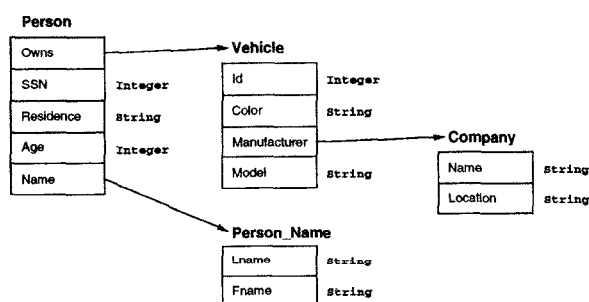 Person
Owns
SSN Integer
Residence String
Age Integer
Name
Vehicle
Id Integer
Color String
Manufacturer
Model String
Company
Name String
Location String
Person_Name
Lname String
Fname String